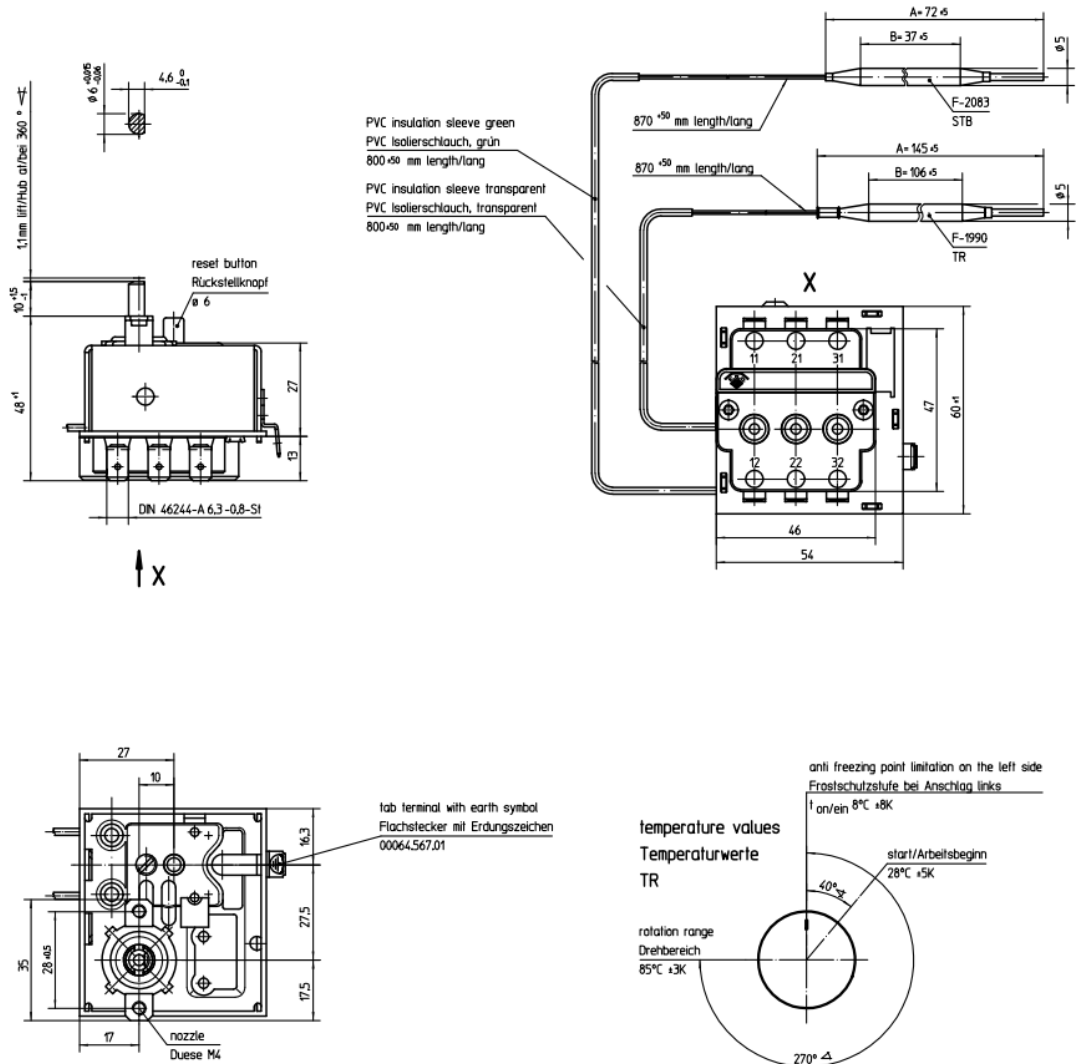 1,1 mm lift/Hub at/bei 360 °
ø 6 +0,015 -0,06
4,6 0 -0,1
10 +1,5 -1
48 ±1
reset button
Rückstellknopf
ø 6
27
13
DIN 46244-A 6,3 -0,8-St
X
PVC insulation sleeve green
PVC Isolierschlauch, grün
800±50 mm length/lang
PVC insulation sleeve transparent
PVC Isolierschlauch, transparent
800±50 mm length/lang
A= 72 ±5
B= 37 ±5
ø 5
870 +50 mm length/lang
F-2083
STB
A= 145 ±5
870 +50 mm length/lang
B= 106 ±5
ø 5
F-1990
TR
X
11 21 31
12 22 32
47
60 ±1
46
54
27
10
16,3
27,5
17,5
35
28 ±0,5
17
nozzle
Duese M4
tab terminal with earth symbol
Flachstecker mit Erdungszeichen
00064.567.01
anti freezing point limitation on the left side
Frostschutzstufe bei Anschlag links
t on/ein 8°C ±8K
temperature values
Temperaturwerte
TR
start/Arbeitsbeginn
28°C ±5K
40°
rotation range
Drehbereich
85°C ±3K
270°